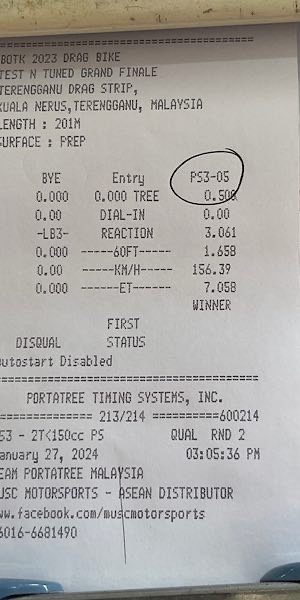 BOTK 2023 DRAG BIKE
TEST N TUNED GRAND FINALE
TERENGGANU DRAG STRIP,
KUALA NERUS,TERENGGANU, MALAYSIA
LENGTH : 201M
SURFACE : PREP
BYE Entry PS3-05
0.000 0.000 TREE 0.500
0.00 DIAL-IN 0.00
-LB3- REACTION 3.061
0.000 -----60FT----- 1.658
0.00 -----KM/H----- 156.39
0.000 ------ET------ 7.058
WINNER
FIRST
DISQUAL STATUS
Autostart Disabled
PORTATREE TIMING SYSTEMS, INC.
============== 213/214 ==========600214
S3 - 2T<150cc PS QUAL RND 2
January 27, 2024 03:05:36 PM
TEAM PORTATREE MALAYSIA
MUSC MOTORSPORTS - ASEAN DISTRIBUTOR
www.facebook.com/muscmotorsports
6016-6681490